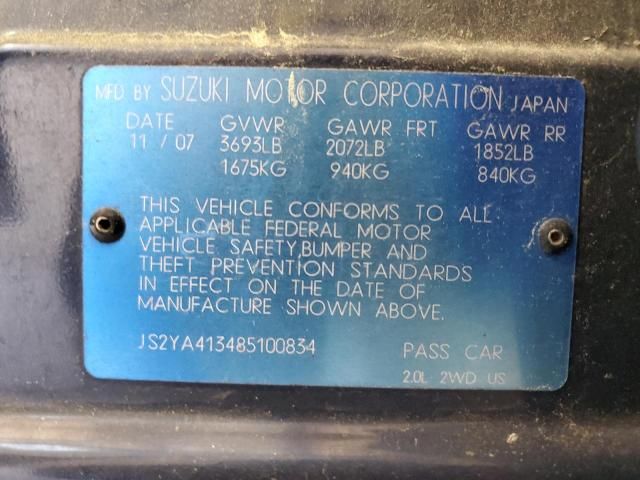 MFD BY SUZUKI MOTOR CORPORATION JAPAN
DATE GVWR GAWR FRT GAWR RR
11 / 07 3693LB 2072LB 1852LB
1675KG 940KG 840KG
THIS VEHICLE CONFORMS TO ALL
APPLICABLE FEDERAL MOTOR
VEHICLE SAFETY,BUMPER AND
THEFT PREVENTION STANDARDS
IN EFFECT ON THE DATE OF
MANUFACTURE SHOWN ABOVE.
JS2YA413485100834 PASS CAR
2.0L 2WD US